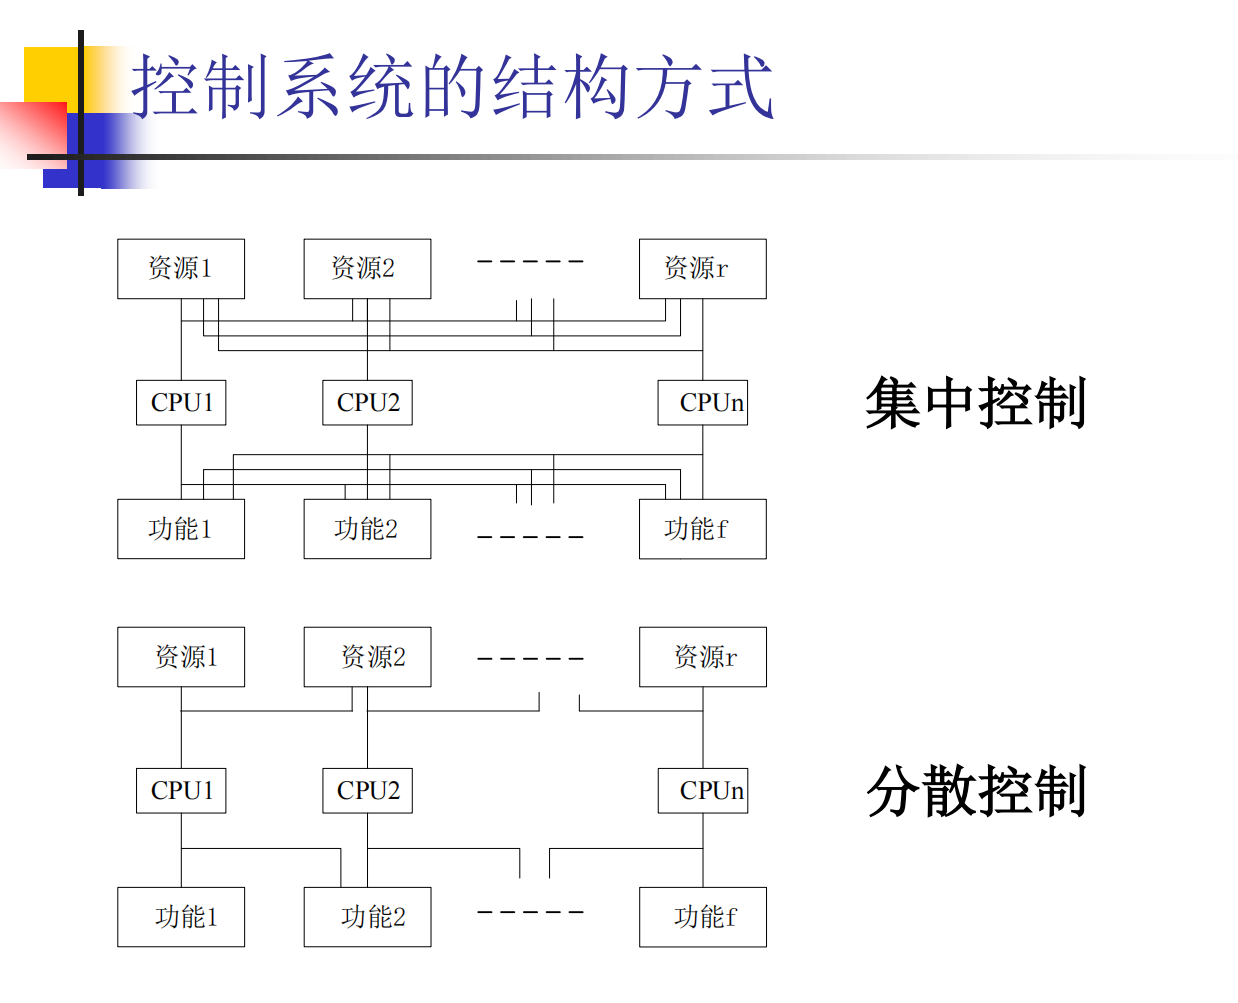 控制系统的结构方式
资源1 资源2 资源r
CPU1 CPU2 CPUn
集中控制
功能1 功能2 功能f
资源1 资源2 资源r
CPU1 CPU2 CPUn
分散控制
功能1 功能2 功能f